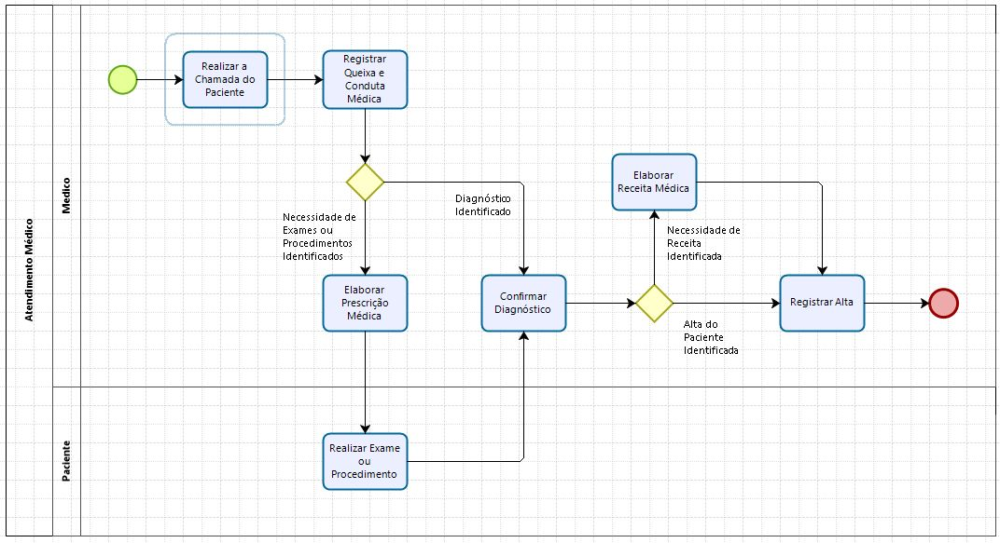 Atendimento Médico
Medico
Realizar a
Chamada do
Paciente
Registrar
Queixa e
Conduta
Médica
Necessidade de
Exames ou
Procedimentos
Identificados
Diagnóstico
Identificado
Elaborar
Prescrição
Médica
Confirmar
Diagnóstico
Elaborar
Receita Médica
Necessidade de
Receita
Identificada
Alta do
Paciente
Identificada
Registrar Alta
Paciente
Realizar Exame
ou
Procedimento